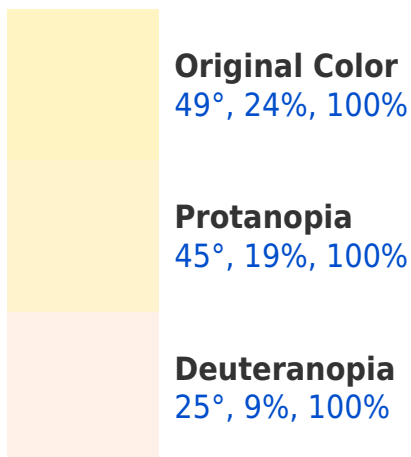 Original Color
49°, 24%, 100%
Protanopia
45°, 19%, 100%
Deuteranopia
25°, 9%, 100%